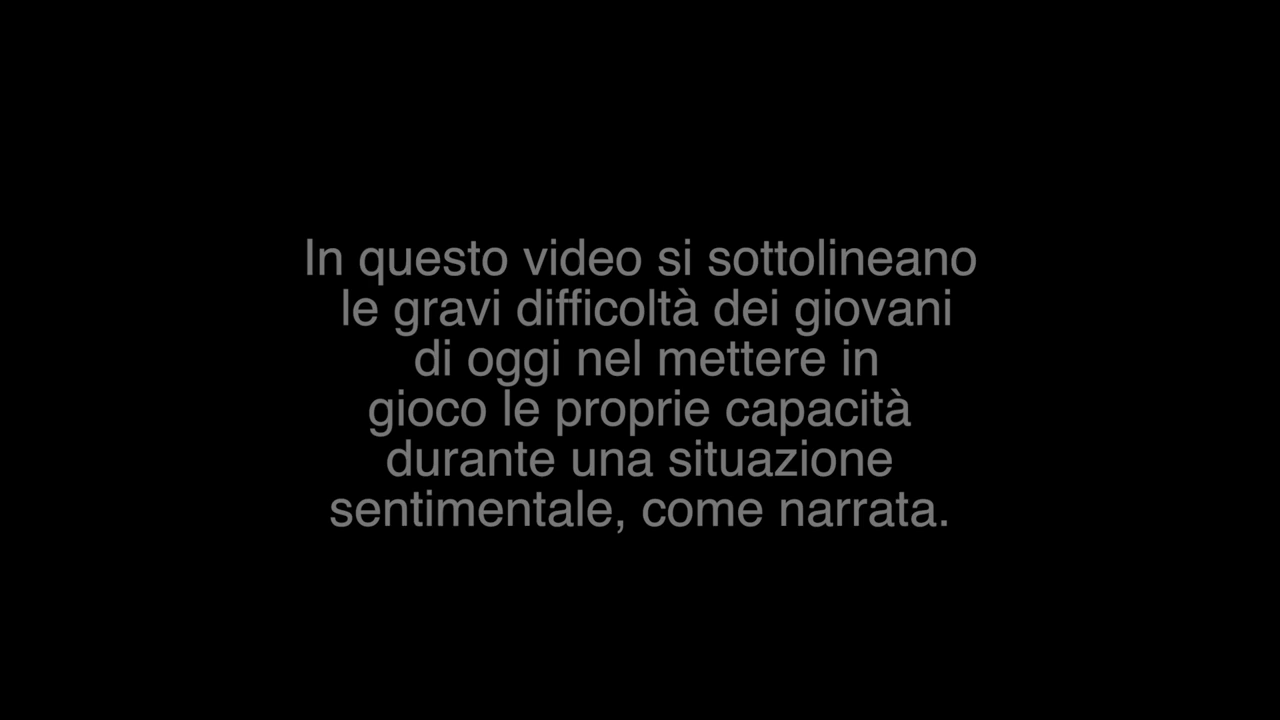 In questo video si sottolineano
le gravi difficoltà dei giovani
di oggi nel mettere in
gioco le proprie capacità
durante una situazione
sentimentale, come narrata.